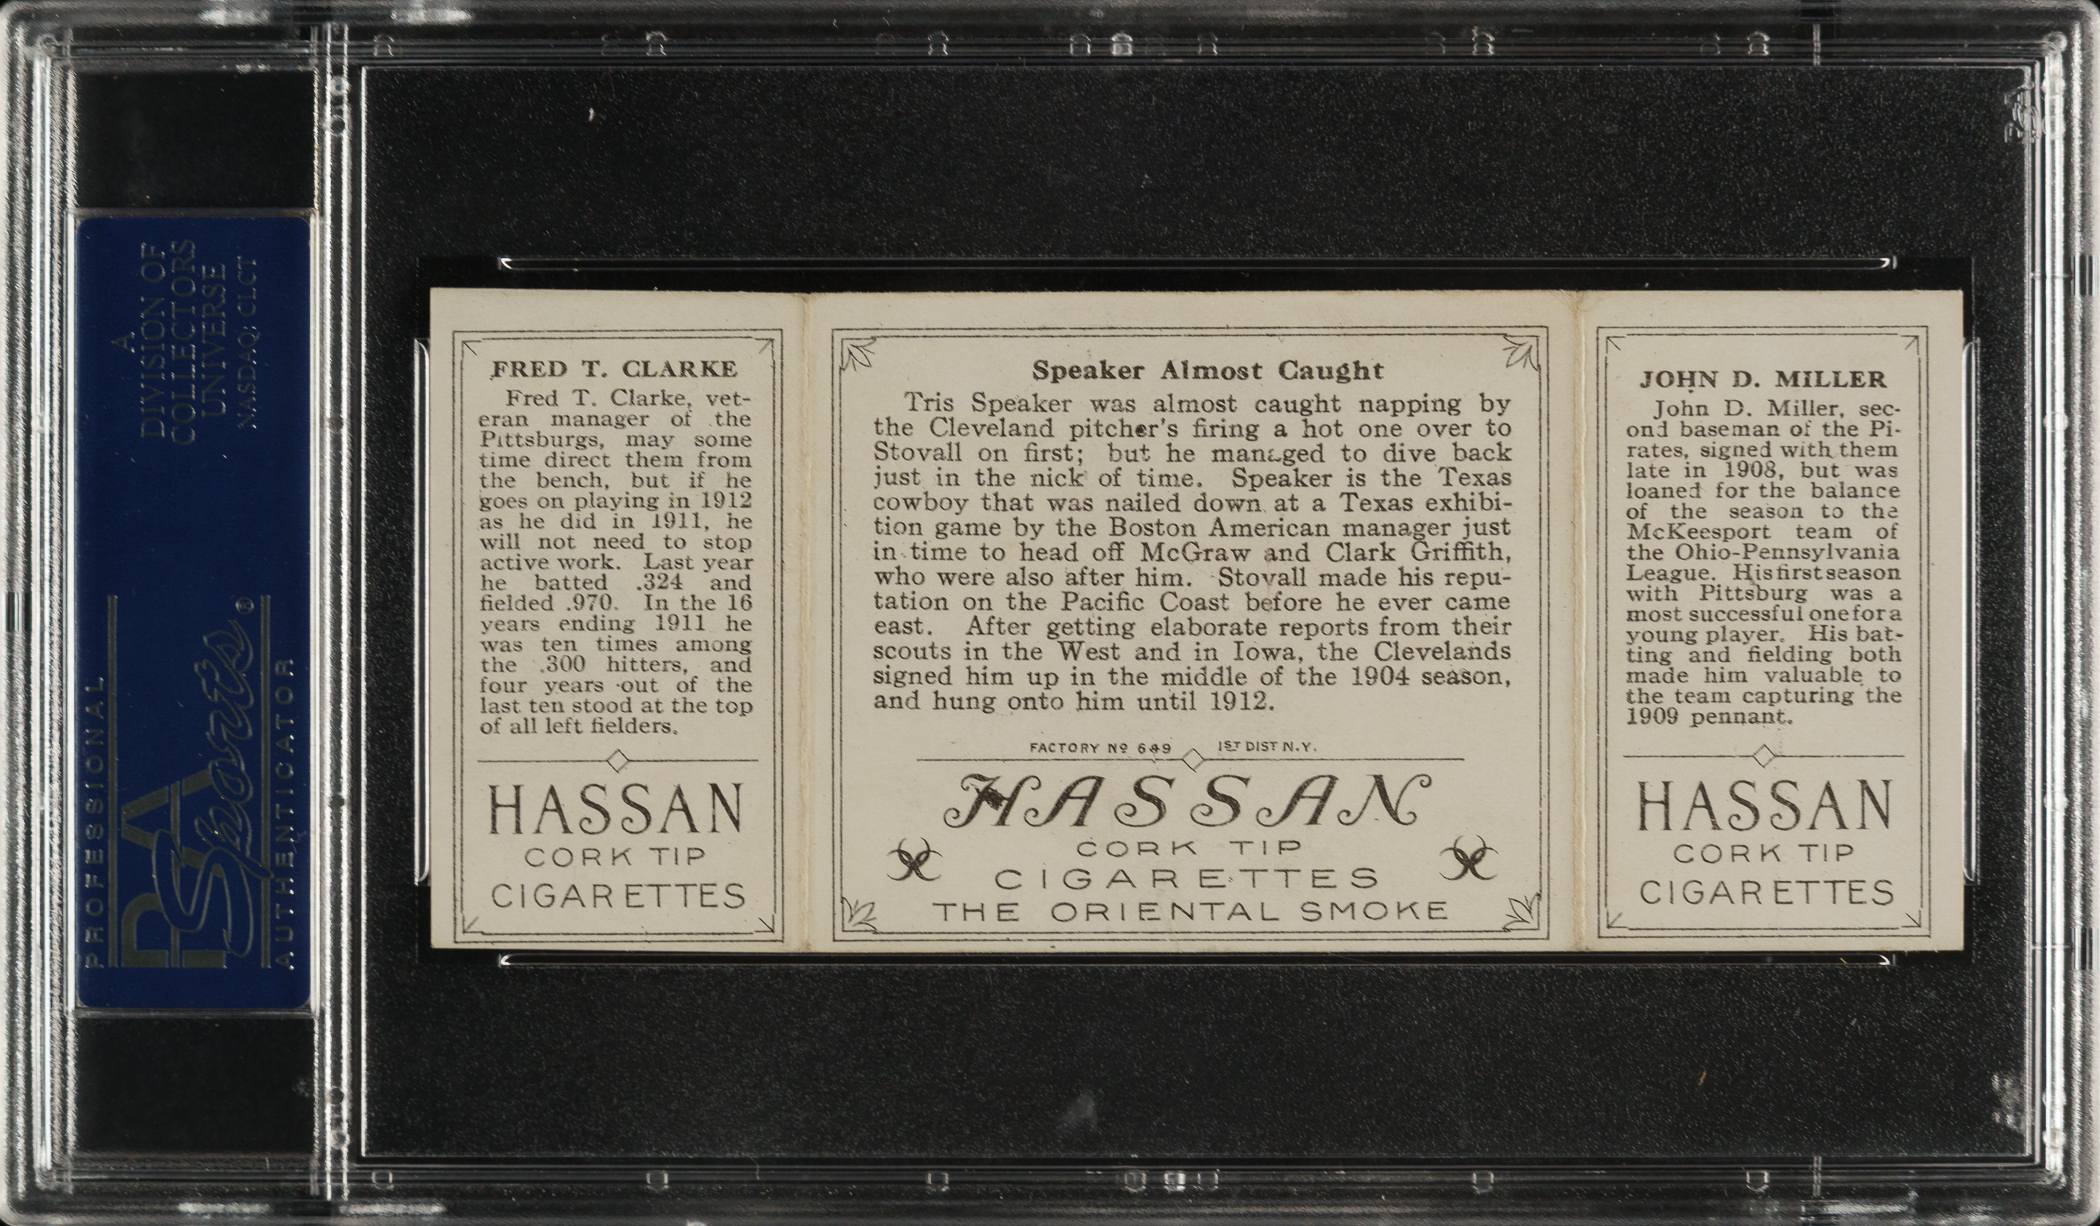 A
DIVISION OF
COLLECTORS
UNIVERSE
NASDAQ: CLCT
PROFESSIONAL
PSA
Sports®
AUTHENTICATOR
FRED T. CLARKE
Fred T. Clarke, vet-
eran manager of the
Pittsburgs, may some
time direct them from
the bench, but if he
goes on playing in 1912
as he did in 1911, he
will not need to stop
active work. Last year
he batted .324 and
fielded .970. In the 16
years ending 1911 he
was ten times among
the .300 hitters, and
four years out of the
last ten stood at the top
of all left fielders.
HASSAN
CORK TIP
CIGARETTES
Speaker Almost Caught
Tris Speaker was almost caught napping by
the Cleveland pitcher's firing a hot one over to
Stovall on first; but he managed to dive back
just in the nick of time. Speaker is the Texas
cowboy that was nailed down at a Texas exhibi-
tion game by the Boston American manager just
in time to head off McGraw and Clark Griffith,
who were also after him. Stovall made his repu-
tation on the Pacific Coast before he ever came
east. After getting elaborate reports from their
scouts in the West and in Iowa, the Clevelands
signed him up in the middle of the 1904 season,
and hung onto him until 1912.
FACTORY Nº 649 1ST DIST N.Y.
HASSAN
CORK TIP
CIGARETTES
THE ORIENTAL SMOKE
JOHN D. MILLER
John D. Miller, sec-
ond baseman of the Pi-
rates, signed with them
late in 1908, but was
loaned for the balance
of the season to the
McKeesport team of
the Ohio-Pennsylvania
League. His first season
with Pittsburg was a
most successful one for a
young player. His bat-
ting and fielding both
made him valuable to
the team capturing the
1909 pennant.
HASSAN
CORK TIP
CIGARETTES